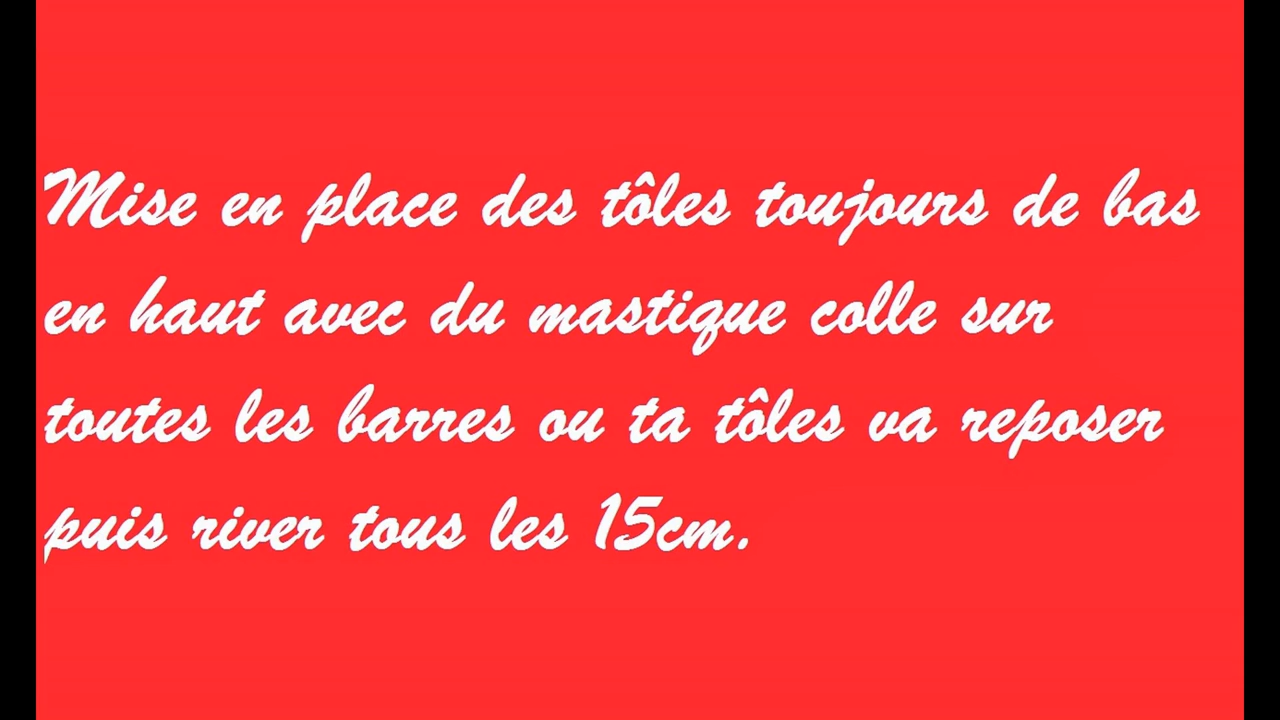 Mise en place des tôles toujours de bas
en haut avec du mastique colle sur
toutes les barres ou ta tôles va reposer
puis river tous les 15cm.